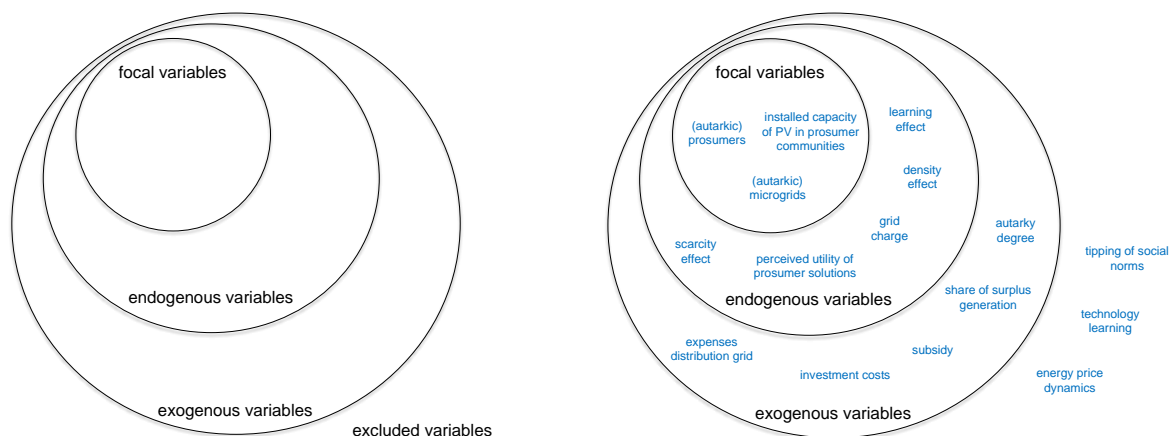 focal variables
endogenous variables
exogenous variables
excluded variables
focal variables
(autarkic)
prosumers
installed capacity
of PV in prosumer
communities
(autarkic)
microgrids
learning
effect
density
effect
grid
charge
scarcity
effect
perceived utility of
prosumer solutions
endogenous variables
autarky
degree
share of surplus
generation
expenses
distribution grid
subsidy
investment costs
exogenous variables
tipping of social
norms
technology
learning
energy price
dynamics